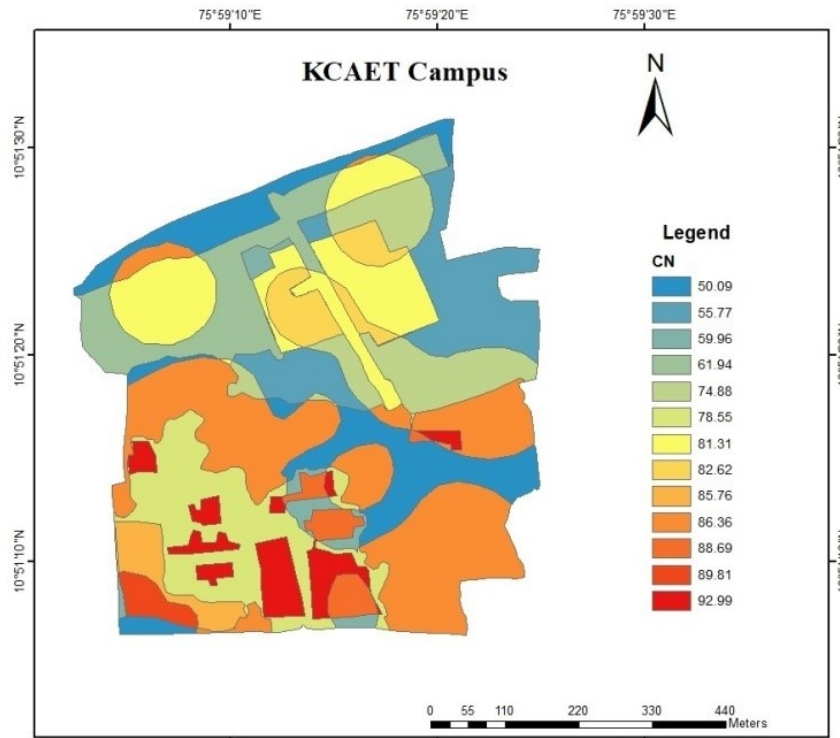 75°59'10"E 75°59'20"E 75°59'30"E
KCAET Campus
N
10°51'30"N
10°51'20"N
10°51'10"N
Legend
CN
50.09
55.77
59.96
61.94
74.88
78.55
81.31
82.62
85.76
86.36
88.69
89.81
92.99
0 55 110 220 330 440
Meters